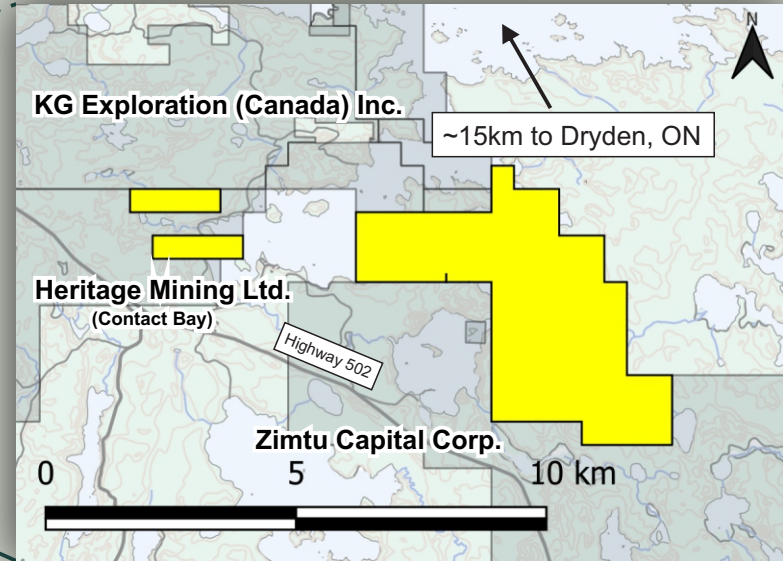 N
KG Exploration (Canada) Inc.
~15km to Dryden, ON
Heritage Mining Ltd.
(Contact Bay)
Highway 502
Zimtu Capital Corp.
0 5 10 km